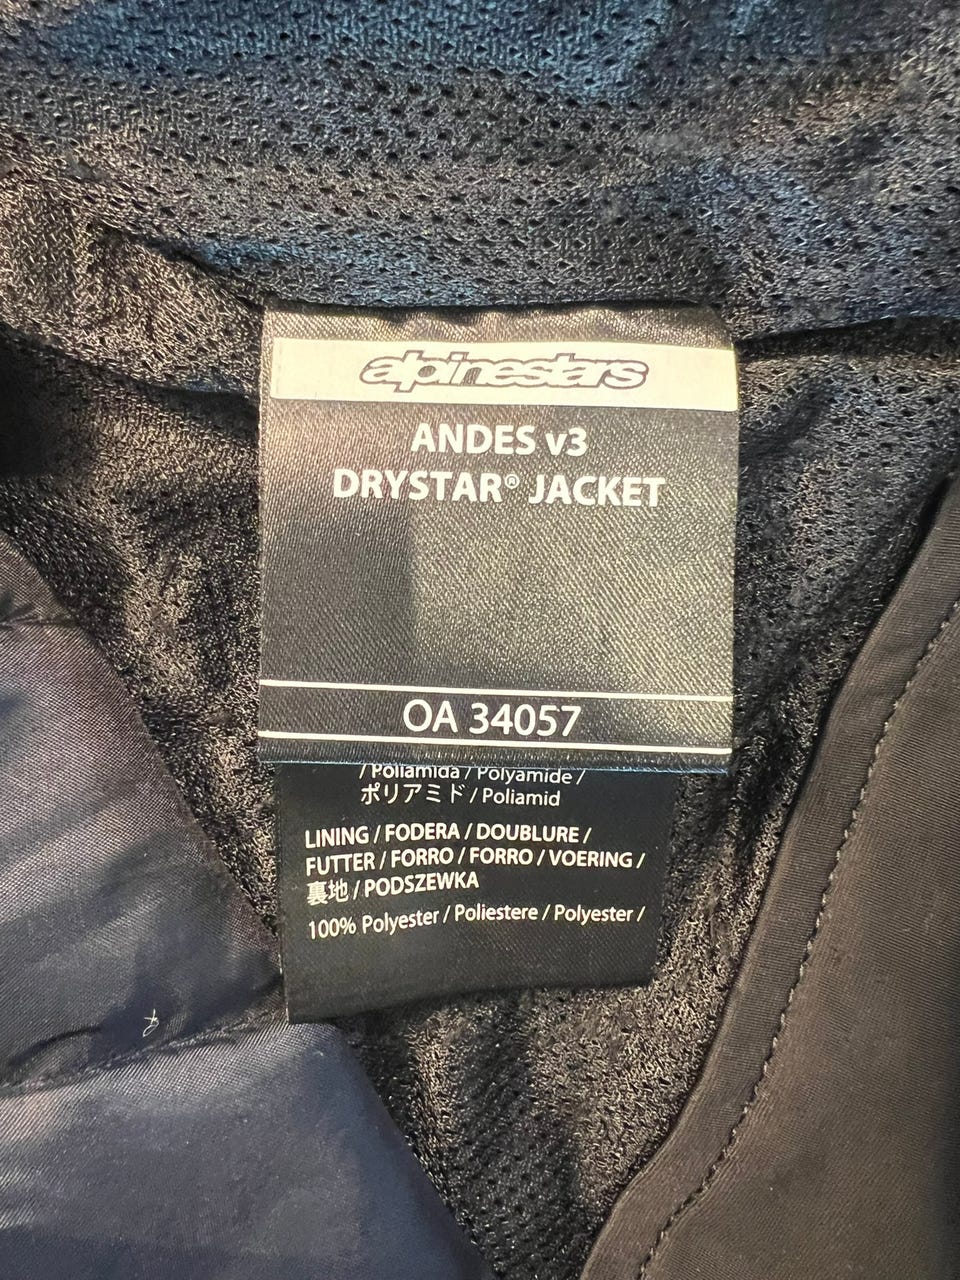 alpinestars
ANDES v3
DRYSTAR® JACKET
OA 34057
/ Poliamida / Polyamide /
ポリアミド / Poliamid
LINING / FODERA / DOUBLURE /
FUTTER / FORRO / FORRO / VOERING /
裏地 / PODSZEWKA
100% Polyester / Poliestere / Polyester /